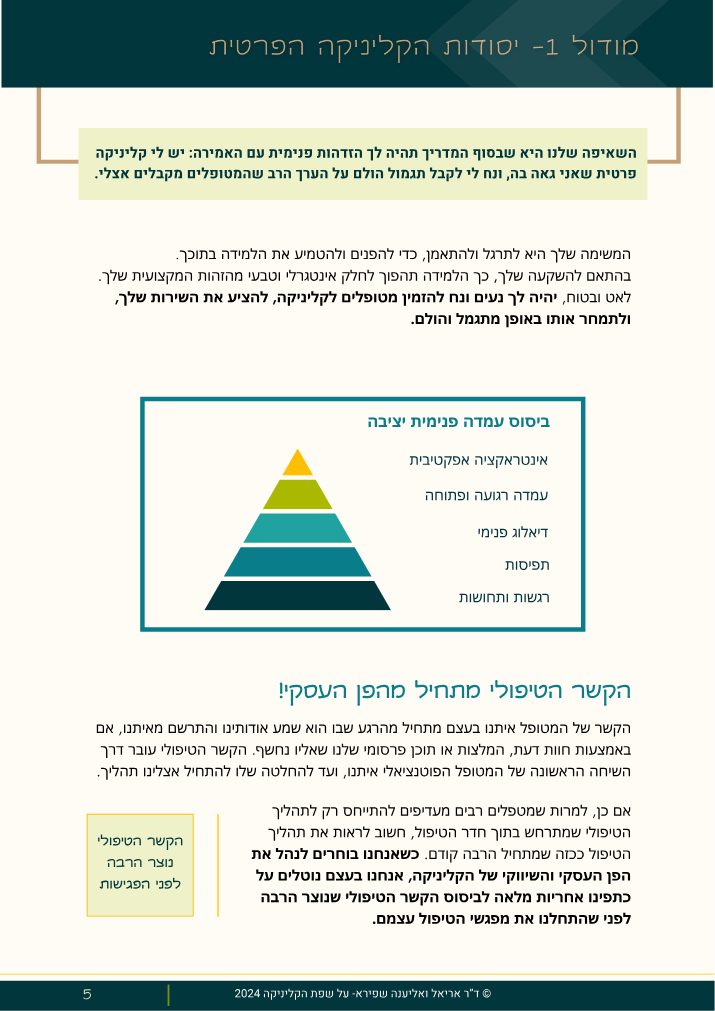 מודול 1- יסודות הקליניקה הפרטית
השאיפה שלנו היא שבסוף המדריך תהיה לך הזדהות פנימית עם האמירה: יש לי קליניקה
פרטית שאני גאה בה, ונח לי לקבל תגמול הולם על הערך הרב שהמטופלים מקבלים אצלי.
המשימה שלך היא לתרגל ולהתאמן, כדי להפנים ולהטמיע את הלמידה בתוכך.
בהתאם להשקעה שלך, כך הלמידה תהפוך לחלק אינטגרלי וטבעי מהזהות המקצועית שלך.
לאט ובטוח, יהיה לך נעים ונח להזמין מטופלים לקליניקה, להציע את השירות שלך,
ולתמחר אותו באופן מתגמל והולם.
ביסוס עמדה פנימית יציבה
אינטראקציה אפקטיבית
עמדה רגועה ופתוחה
דיאלוג פנימי
תפיסות
רגשות ותחושות
הקשר הטיפולי מתחיל מהפן העסקי!
הקשר של המטופל איתנו בעצם מתחיל מהרגע שבו הוא שמע אודותינו והתרשם מאיתנו, אם
באמצעות חוות דעת, המלצות או תוכן פרסומי שלנו שאליו נחשף. הקשר הטיפולי עובר דרך
השיחה הראשונה של המטופל הפוטנציאלי איתנו, ועד להחלטה שלו להתחיל אצלינו תהליך.
אם כן, למרות שמטפלים רבים מעדיפים להתייחס רק לתהליך
הטיפולי שמתרחש בתוך חדר הטיפול, חשוב לראות את תהליך
הטיפול ככזה שמתחיל הרבה קודם. כשאנחנו בוחרים לנהל את
הפן העסקי והשיווקי של הקליניקה, אנחנו בעצם נוטלים על
כתפינו אחריות מלאה לביסוס הקשר הטיפולי שנוצר הרבה
לפני שהתחלנו את מפגשי הטיפול עצמם.
הקשר הטיפולי
נוצר הרבה
לפני הפגישות
© ד"ר אריאל ואליענה שפירא- על שפת הקליניקה 2024
5